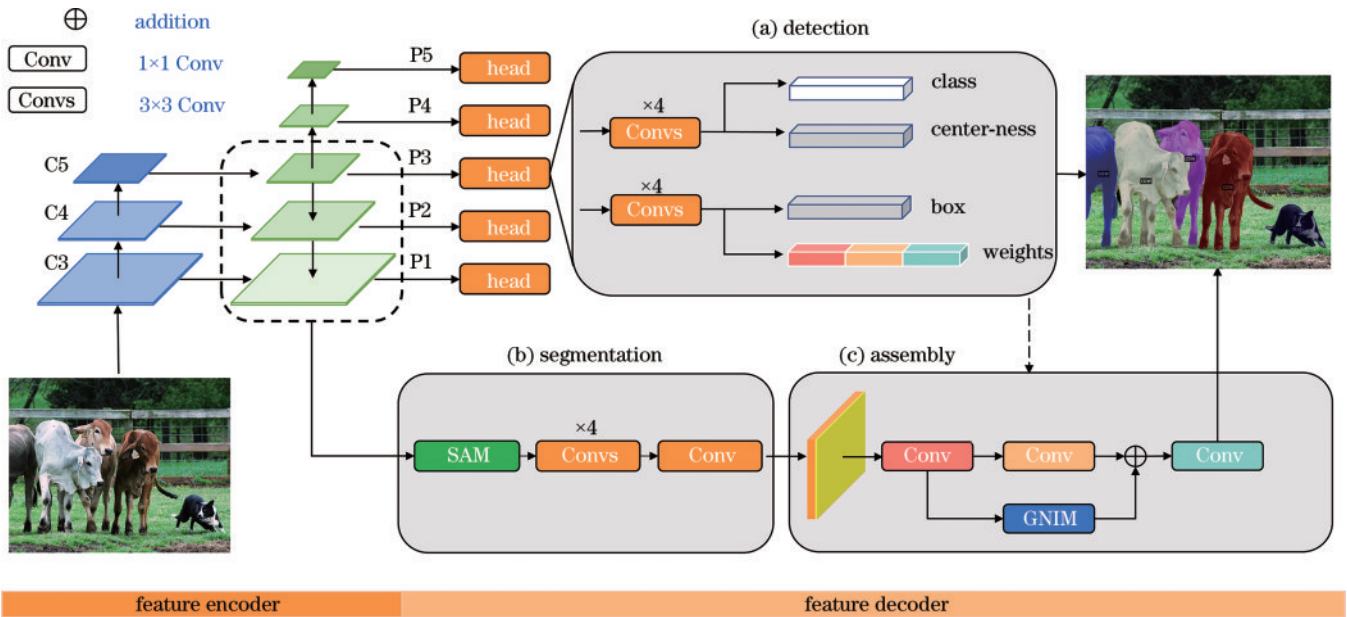 addition
Conv
1×1 Conv
Convs
3×3 Conv
(a) detection
P5
head
P4
head
P3
head
P2
head
P1
head
C5
C4
C3
×4
Convs
class
center-ness
×4
Convs
box
weights
(b) segmentation
SAM
×4
Convs
Conv
(c) assembly
Conv
Conv
GNIM
Conv
feature encoder
feature decoder